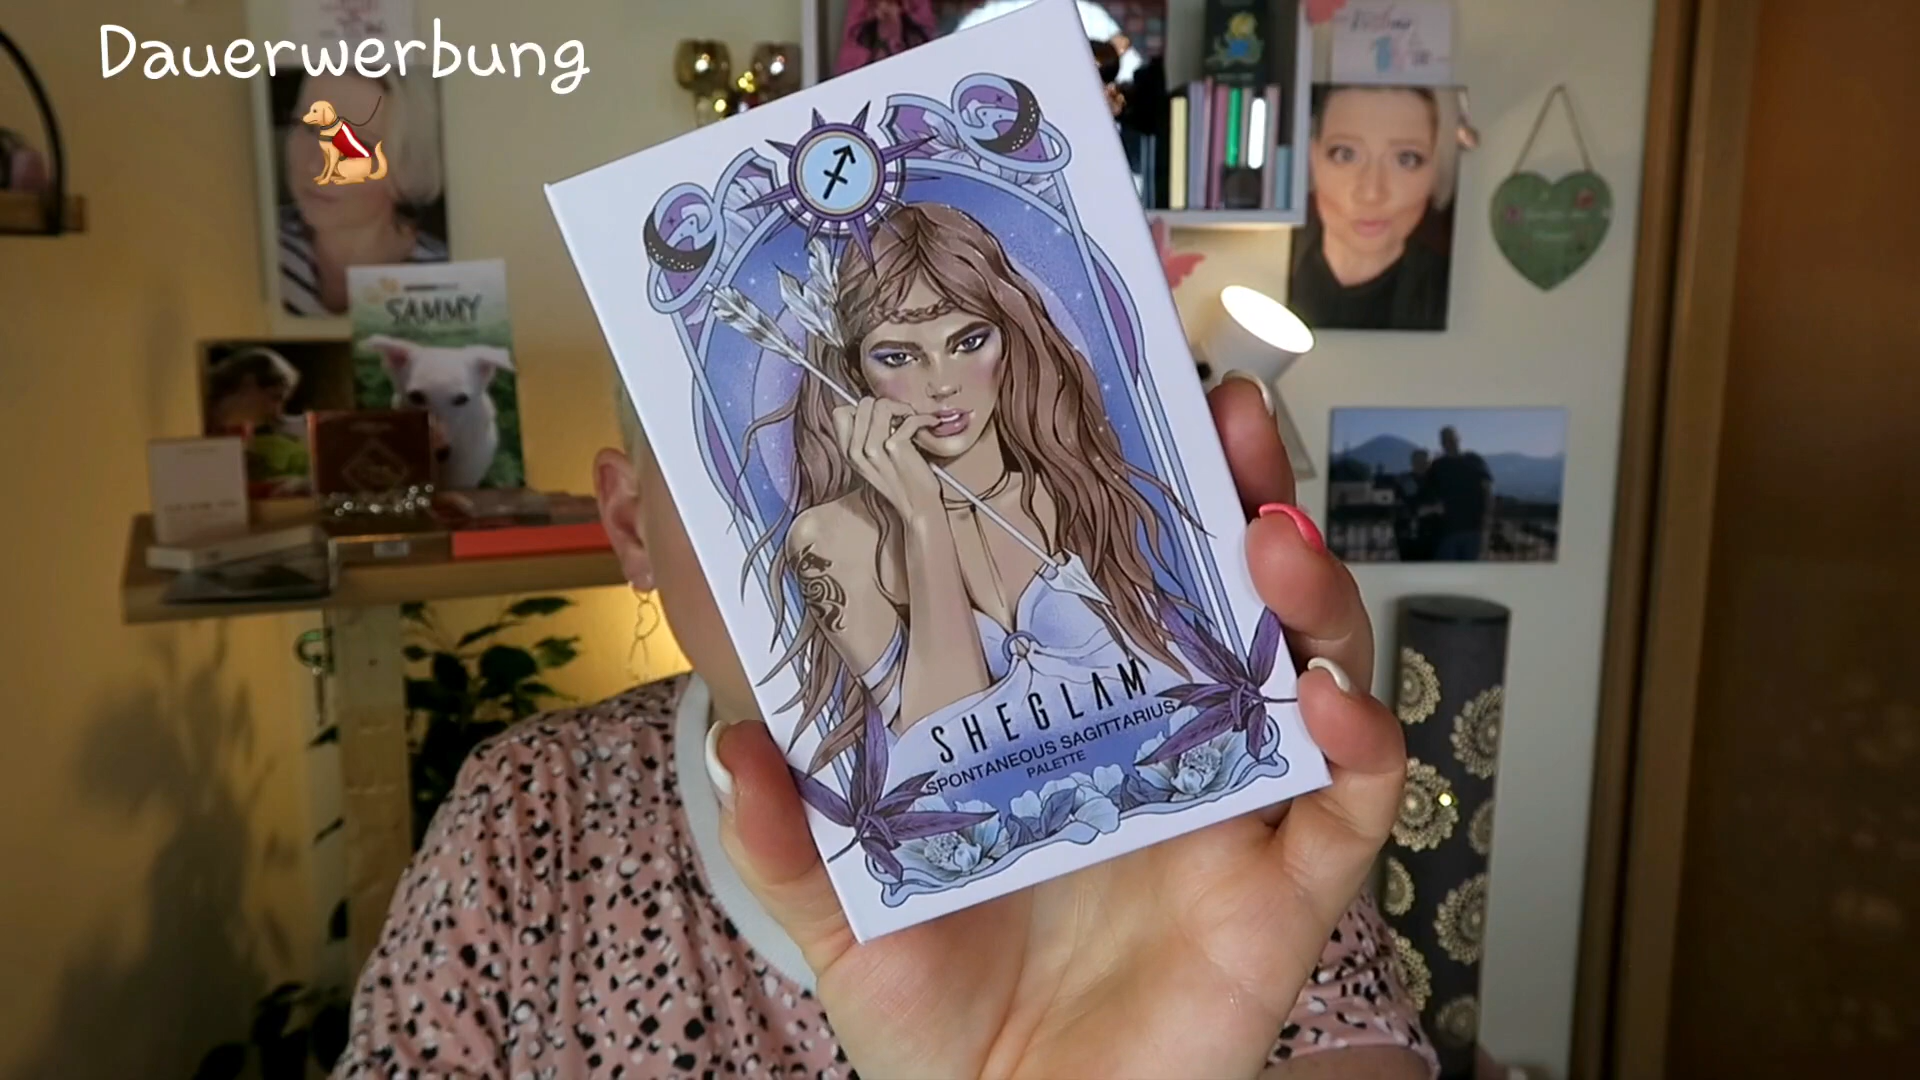 Dauerwerbung
SAMMY
SHEGLAM
SPONTANEOUS SAGITTARIUS
PALETTE